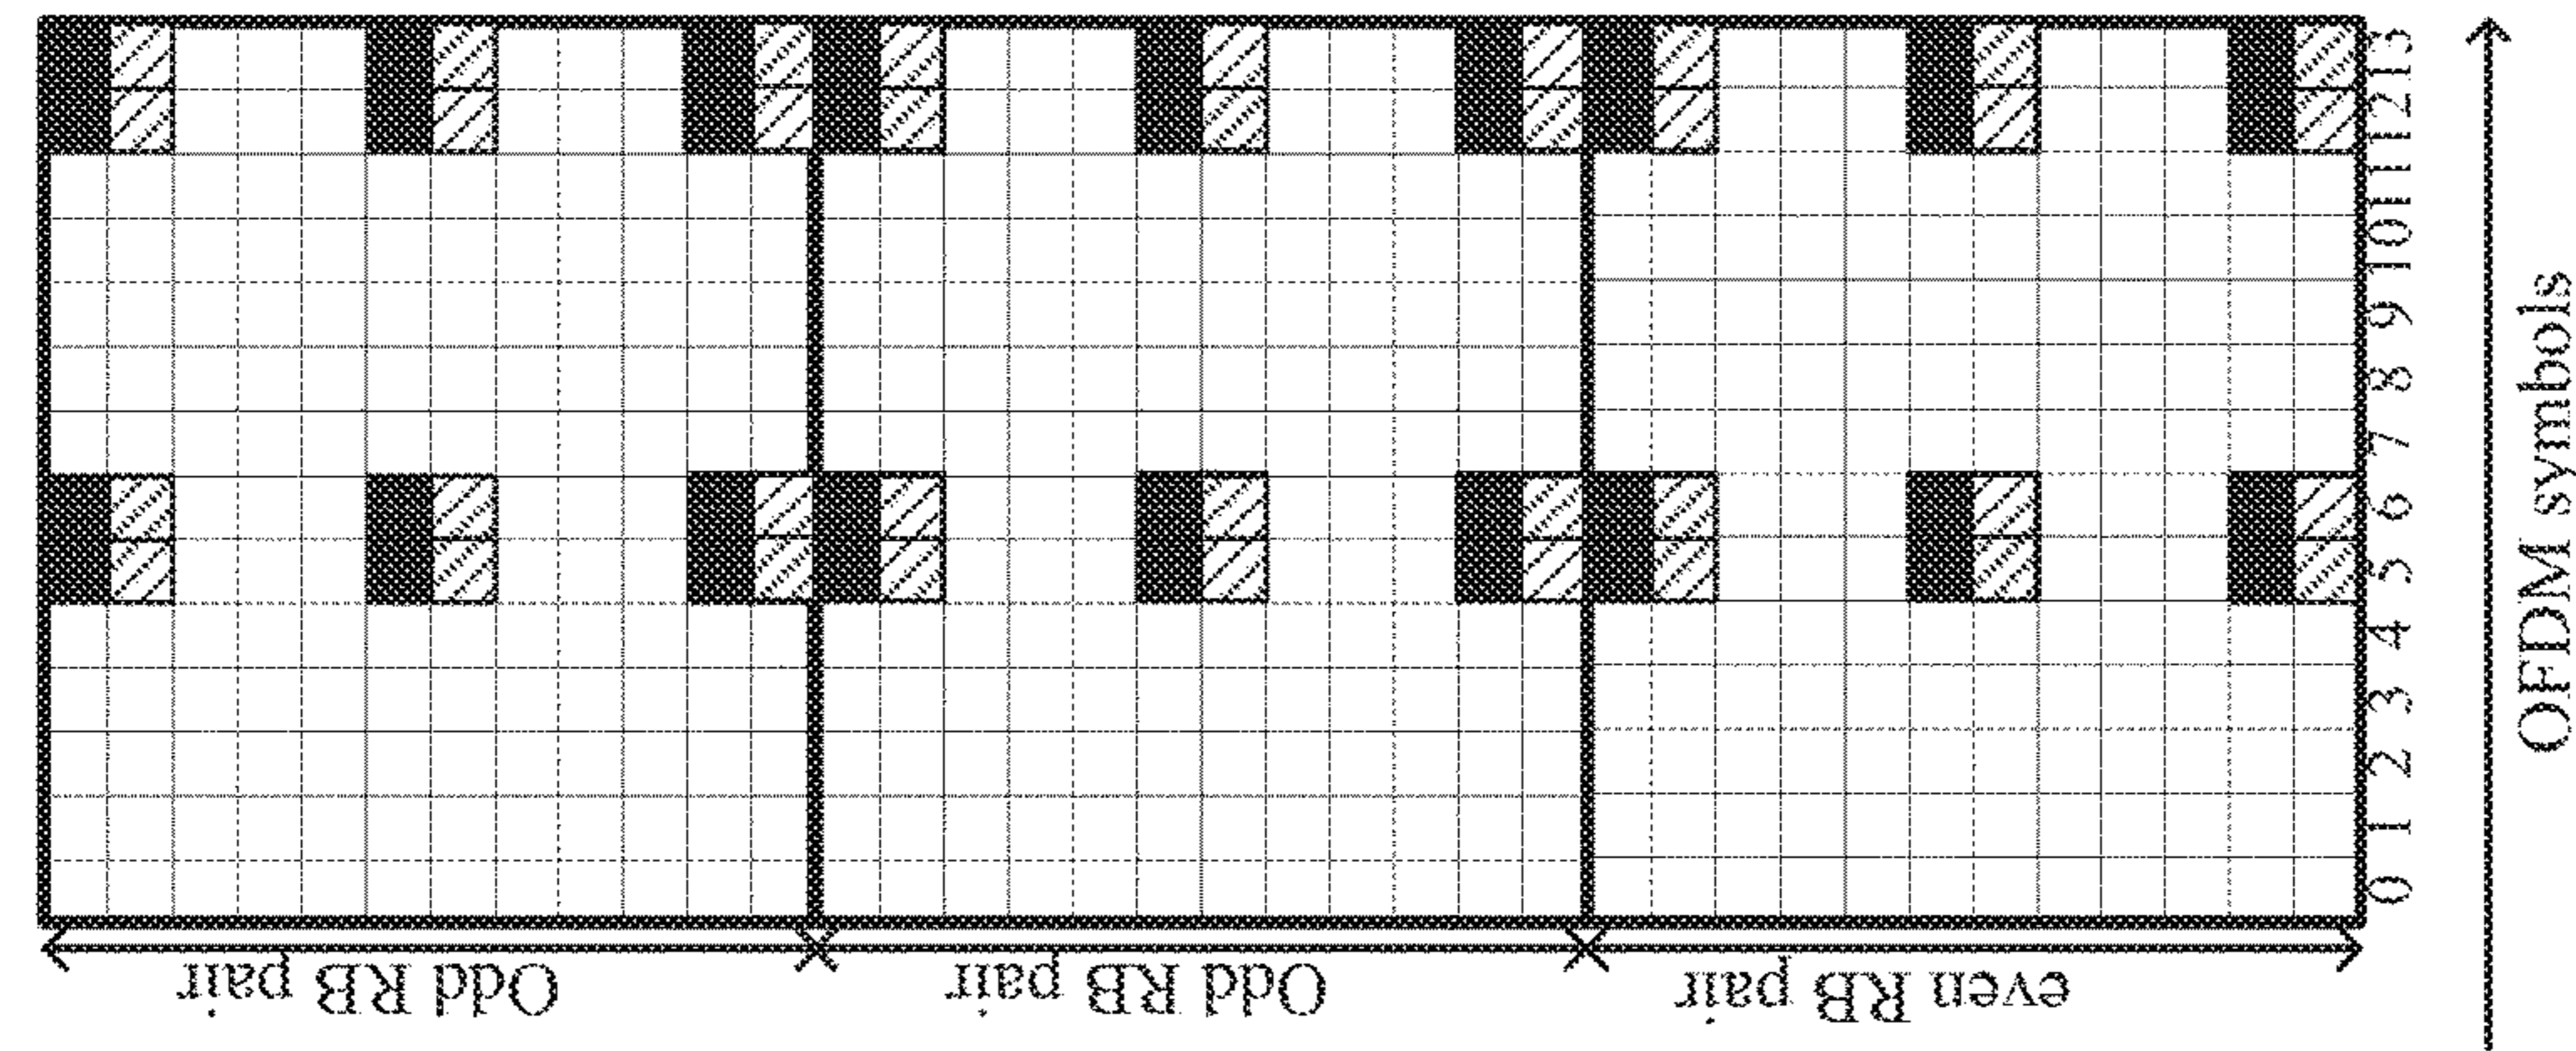 Odd RB pair
Odd RB pair
even RB pair
0 1 2 3 4 5 6 7 8 9 10 11 12 13
OFDM symbols